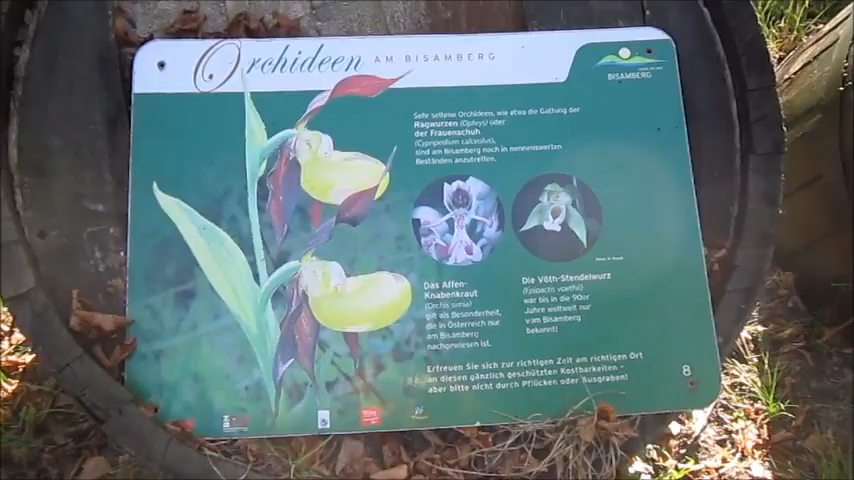 Orchideen AM BISAMBERG
BISAMBERG
Sehr seltene Orchideen, wie etwa die Gattung der
Ragwurzen (Ophrys) oder
der Frauenschuh
(Cypripedium calceolus),
sind am Bisamberg noch in nennenswerten
Beständen anzutreffen.
Das Affen-
Knabenkraut
(Orchis simia)
gilt als Besonderheit,
die in Österreich nur
am Bisamberg
nachgewiesen ist.
Die Vöth-Stendelwurz
(Epipactis voethii)
war bis in die 90er
Jahre weltweit nur
vom Bisamberg
bekannt!
Erfreuen Sie sich zur richtigen Zeit am richtigen Ort
an diesen gänzlich geschützten Kostbarkeiten,
aber bitte nicht durch Pflücken oder Ausgraben!
8